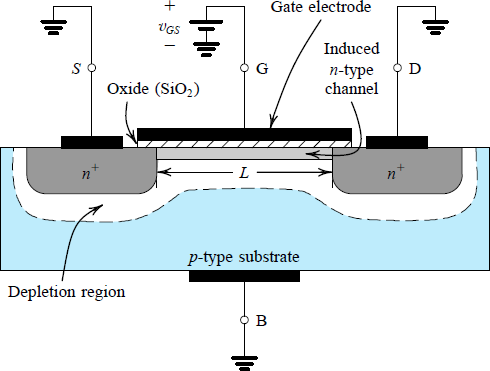 +
Gate electrode
vGS
−
Induced
n-type
channel
S
G
D
Oxide (SiO2)
n+
L
n+
p-type substrate
Depletion region
B